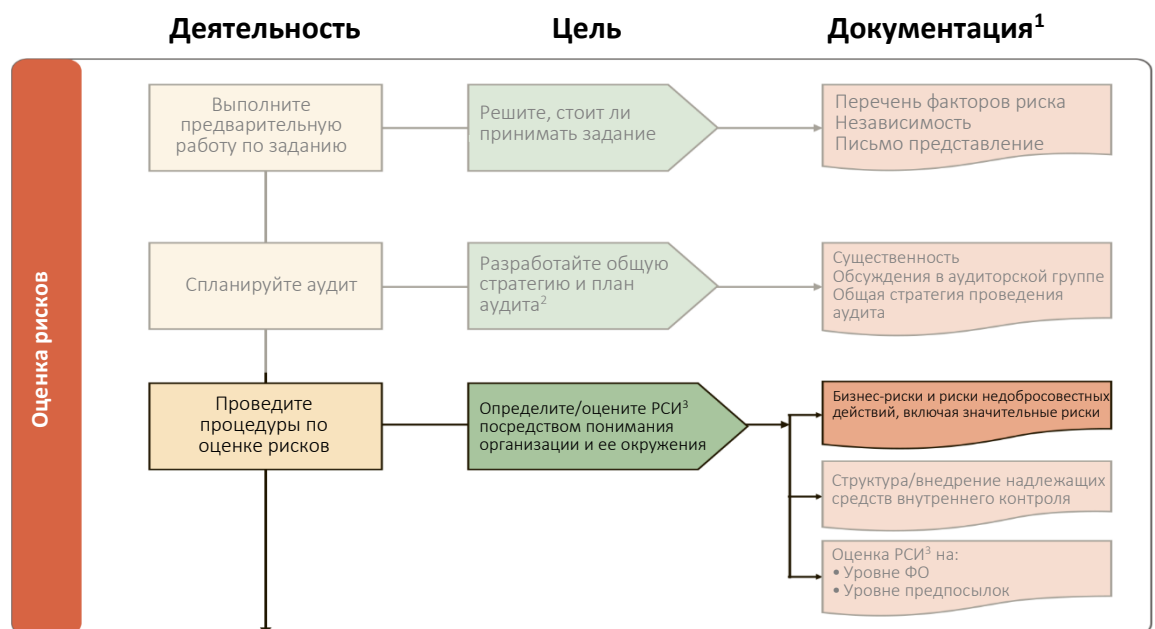 Деятельность
Цель
Документация¹
Оценка рисков
Выполните
предварительную
работу по заданию
Решите, стоит ли
принимать задание
Перечень факторов риска
Независимость
Письмо представление
Спланируйте аудит
Разработайте общую
стратегию и план
аудита²
Существенность
Обсуждения в аудиторской группе
Общая стратегия проведения
аудита
Проведите
процедуры по
оценке рисков
Определите/оцените РСИ³
посредством понимания
организации и ее окружения
Бизнес-риски и риски недобросовестных
действий, включая значительные риски
Структура/внедрение надлежащих
средств внутреннего контроля
Оценка РСИ³ на:
• Уровне ФО
• Уровне предпосылок